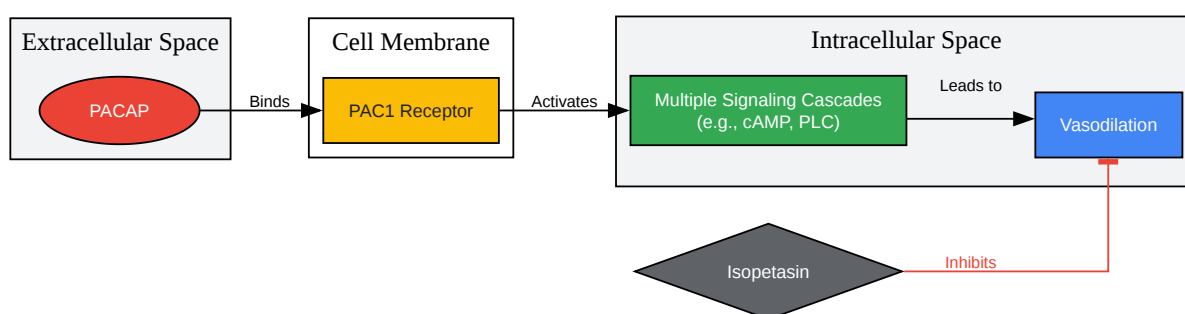 Extracellular Space
Cell Membrane
Intracellular Space
PACAP
Binds
PAC1 Receptor
Activates
Multiple Signaling Cascades
(e.g., cAMP, PLC)
Leads to
Vasodilation
Isopetasin
Inhibits